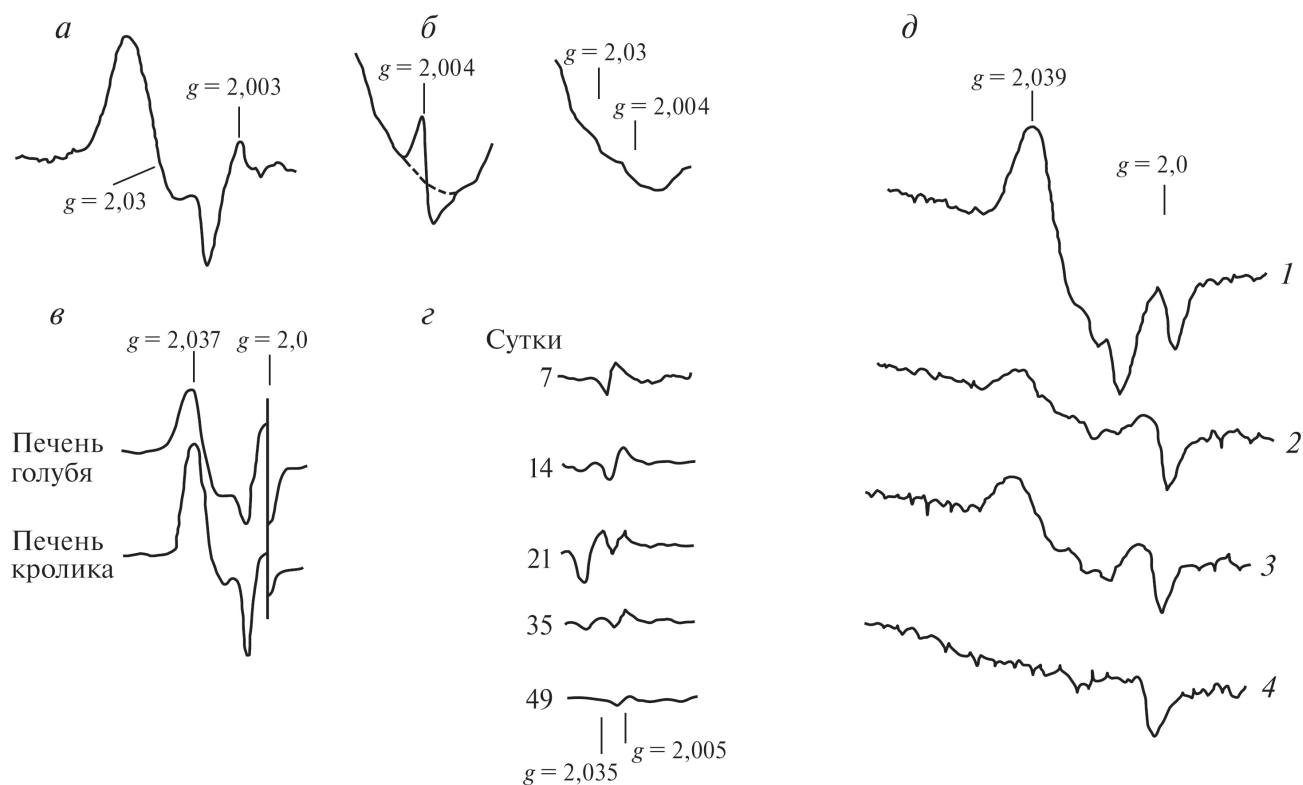 а
g = 2,003
g = 2,03
б
g = 2,004
g = 2,03
g = 2,004
в
g = 2,037
g = 2,0
Печень
голубя
Печень
кролика
г
Сутки
7
14
21
35
49
g = 2,005
g = 2,035
д
g = 2,039
g = 2,0
1
2
3
4